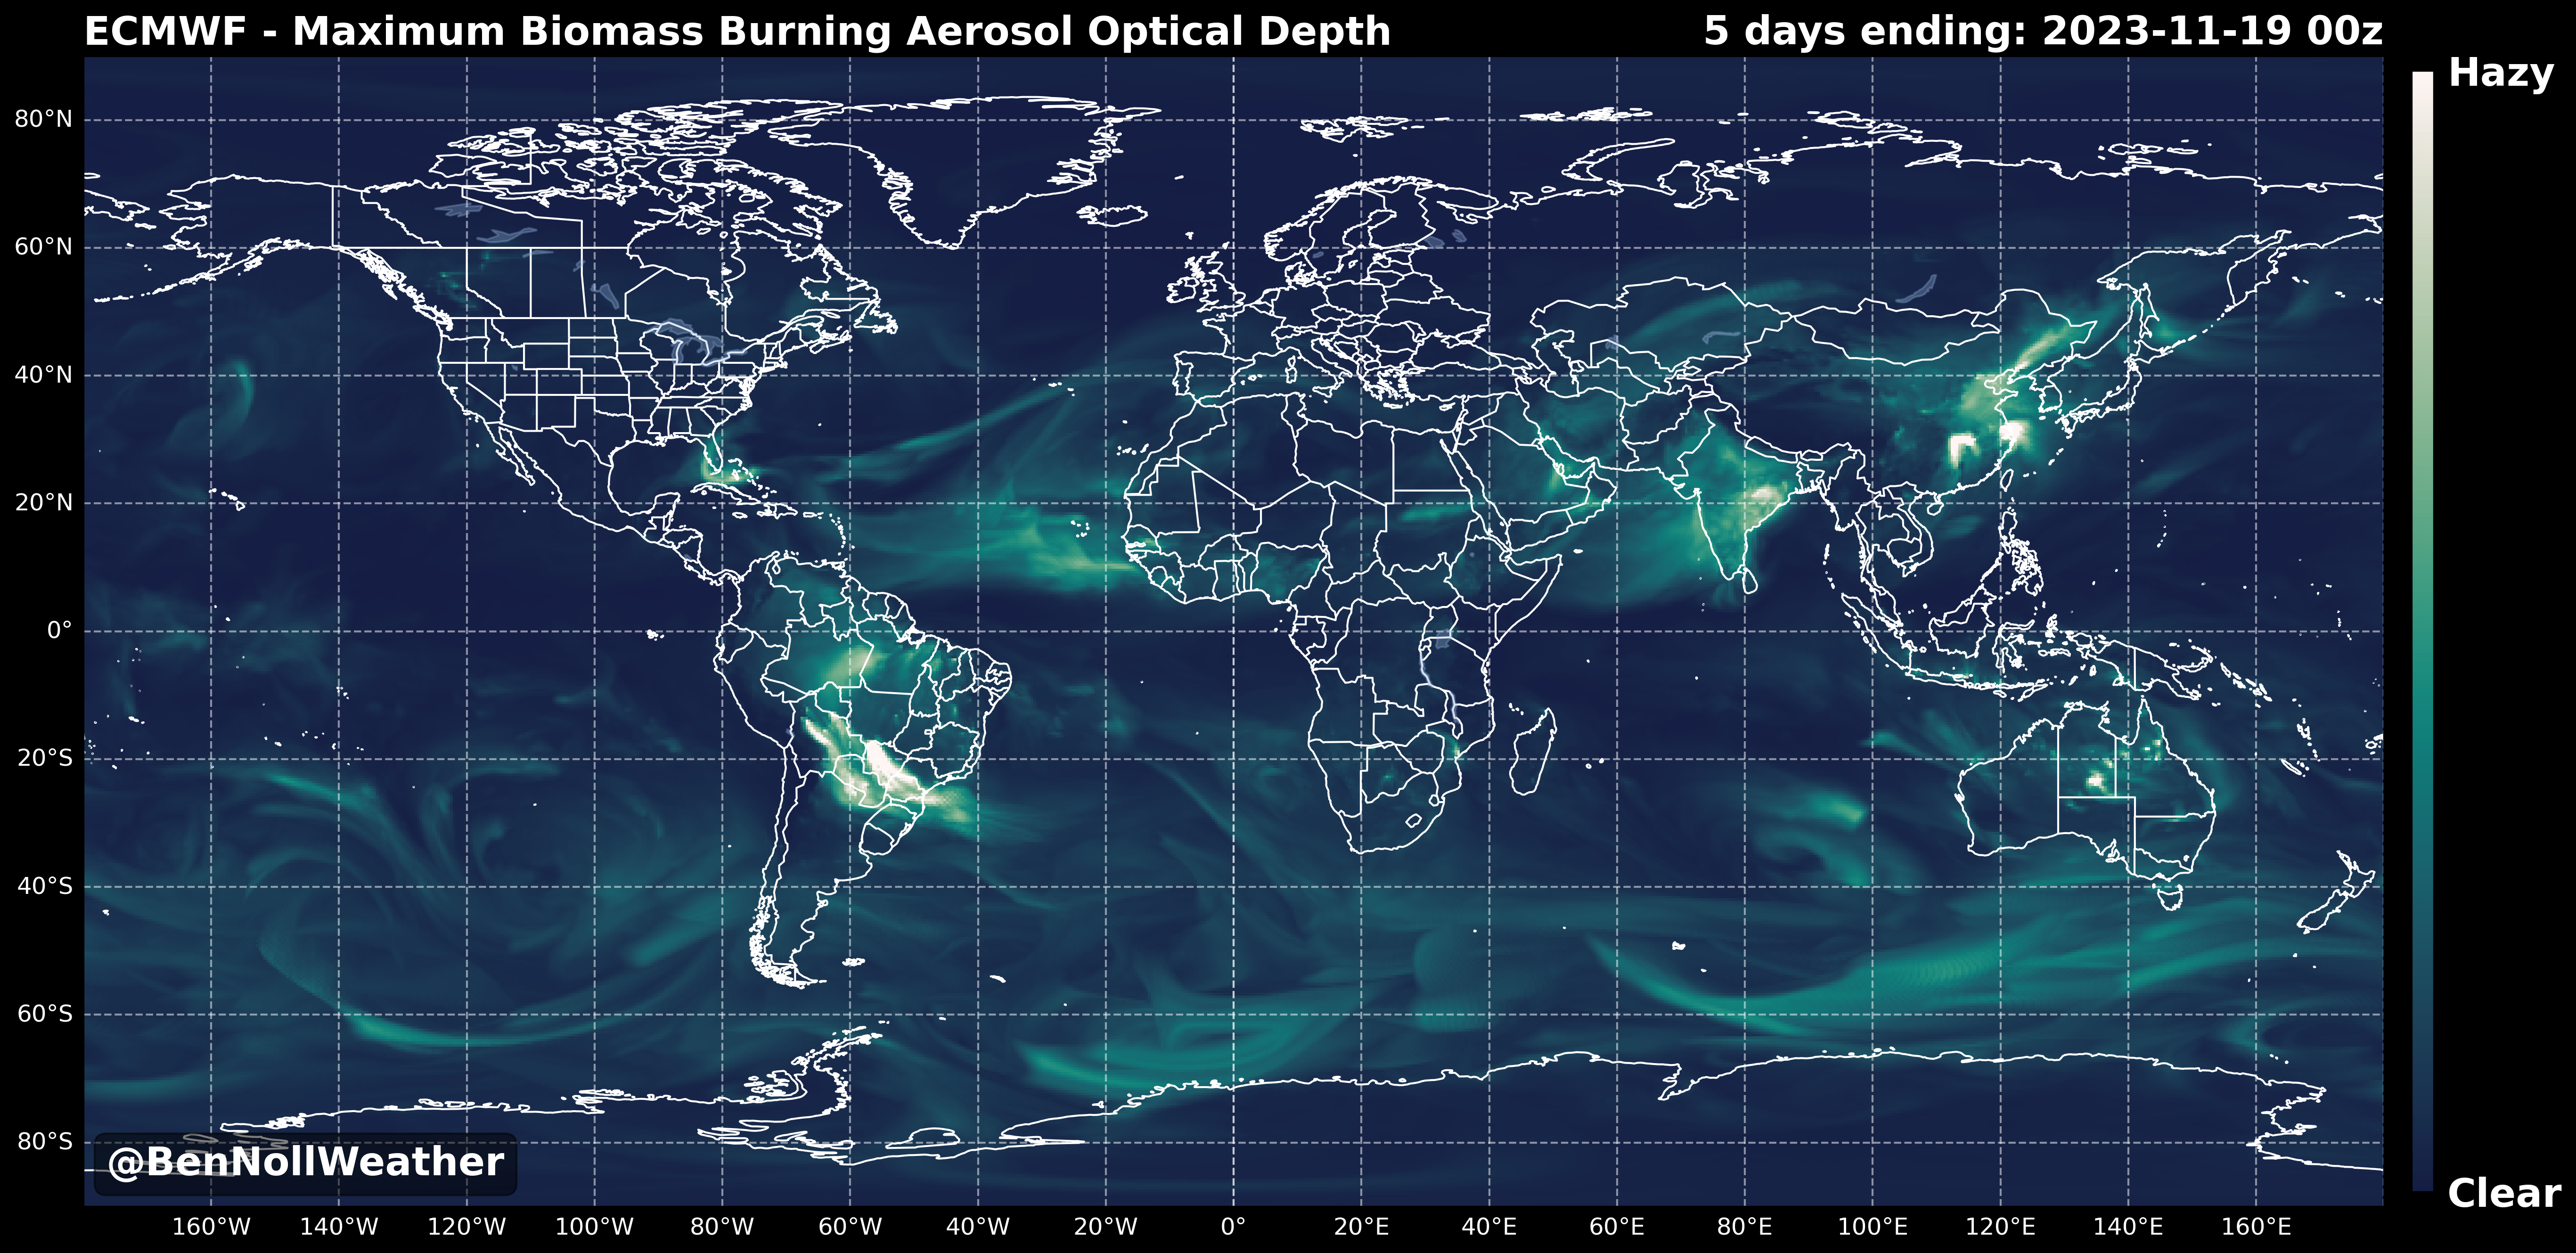 ECMWF - Maximum Biomass Burning Aerosol Optical Depth
5 days ending: 2023-11-19 00z
Hazy
80°N
60°N
40°N
20°N
0°
20°S
40°S
60°S
80°S
@BenNollWeather
Clear
160°W 140°W 120°W 100°W 80°W 60°W 40°W 20°W 0° 20°E 40°E 60°E 80°E 100°E 120°E 140°E 160°E